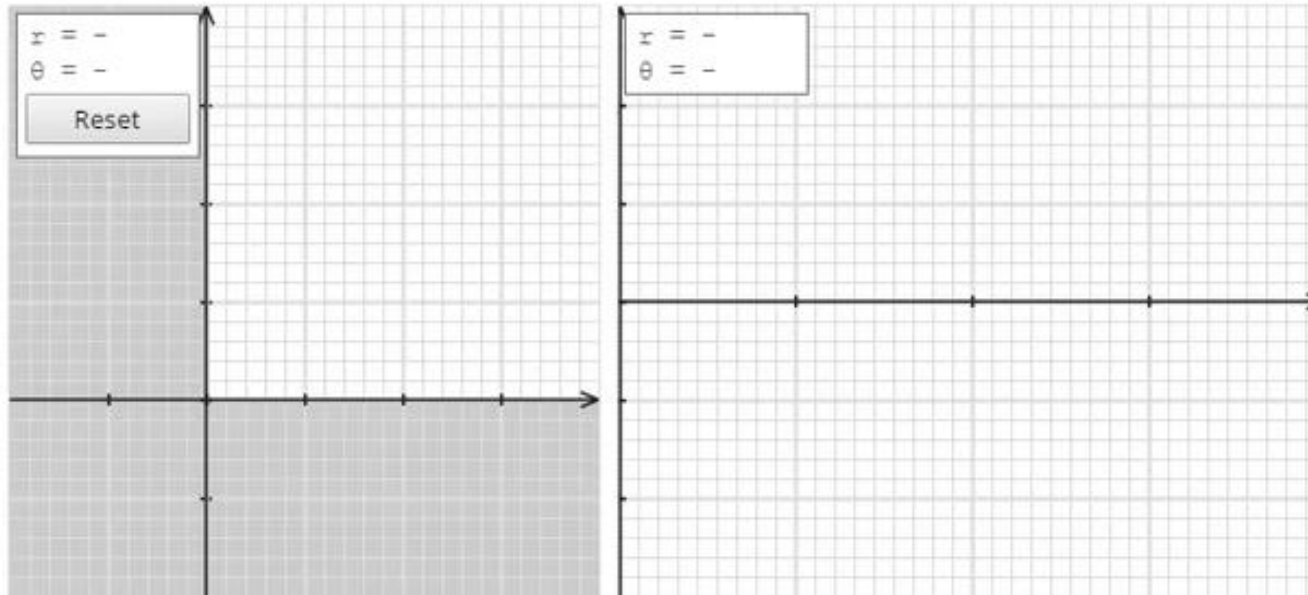 r = -
θ = -
Reset
r = -
θ = -